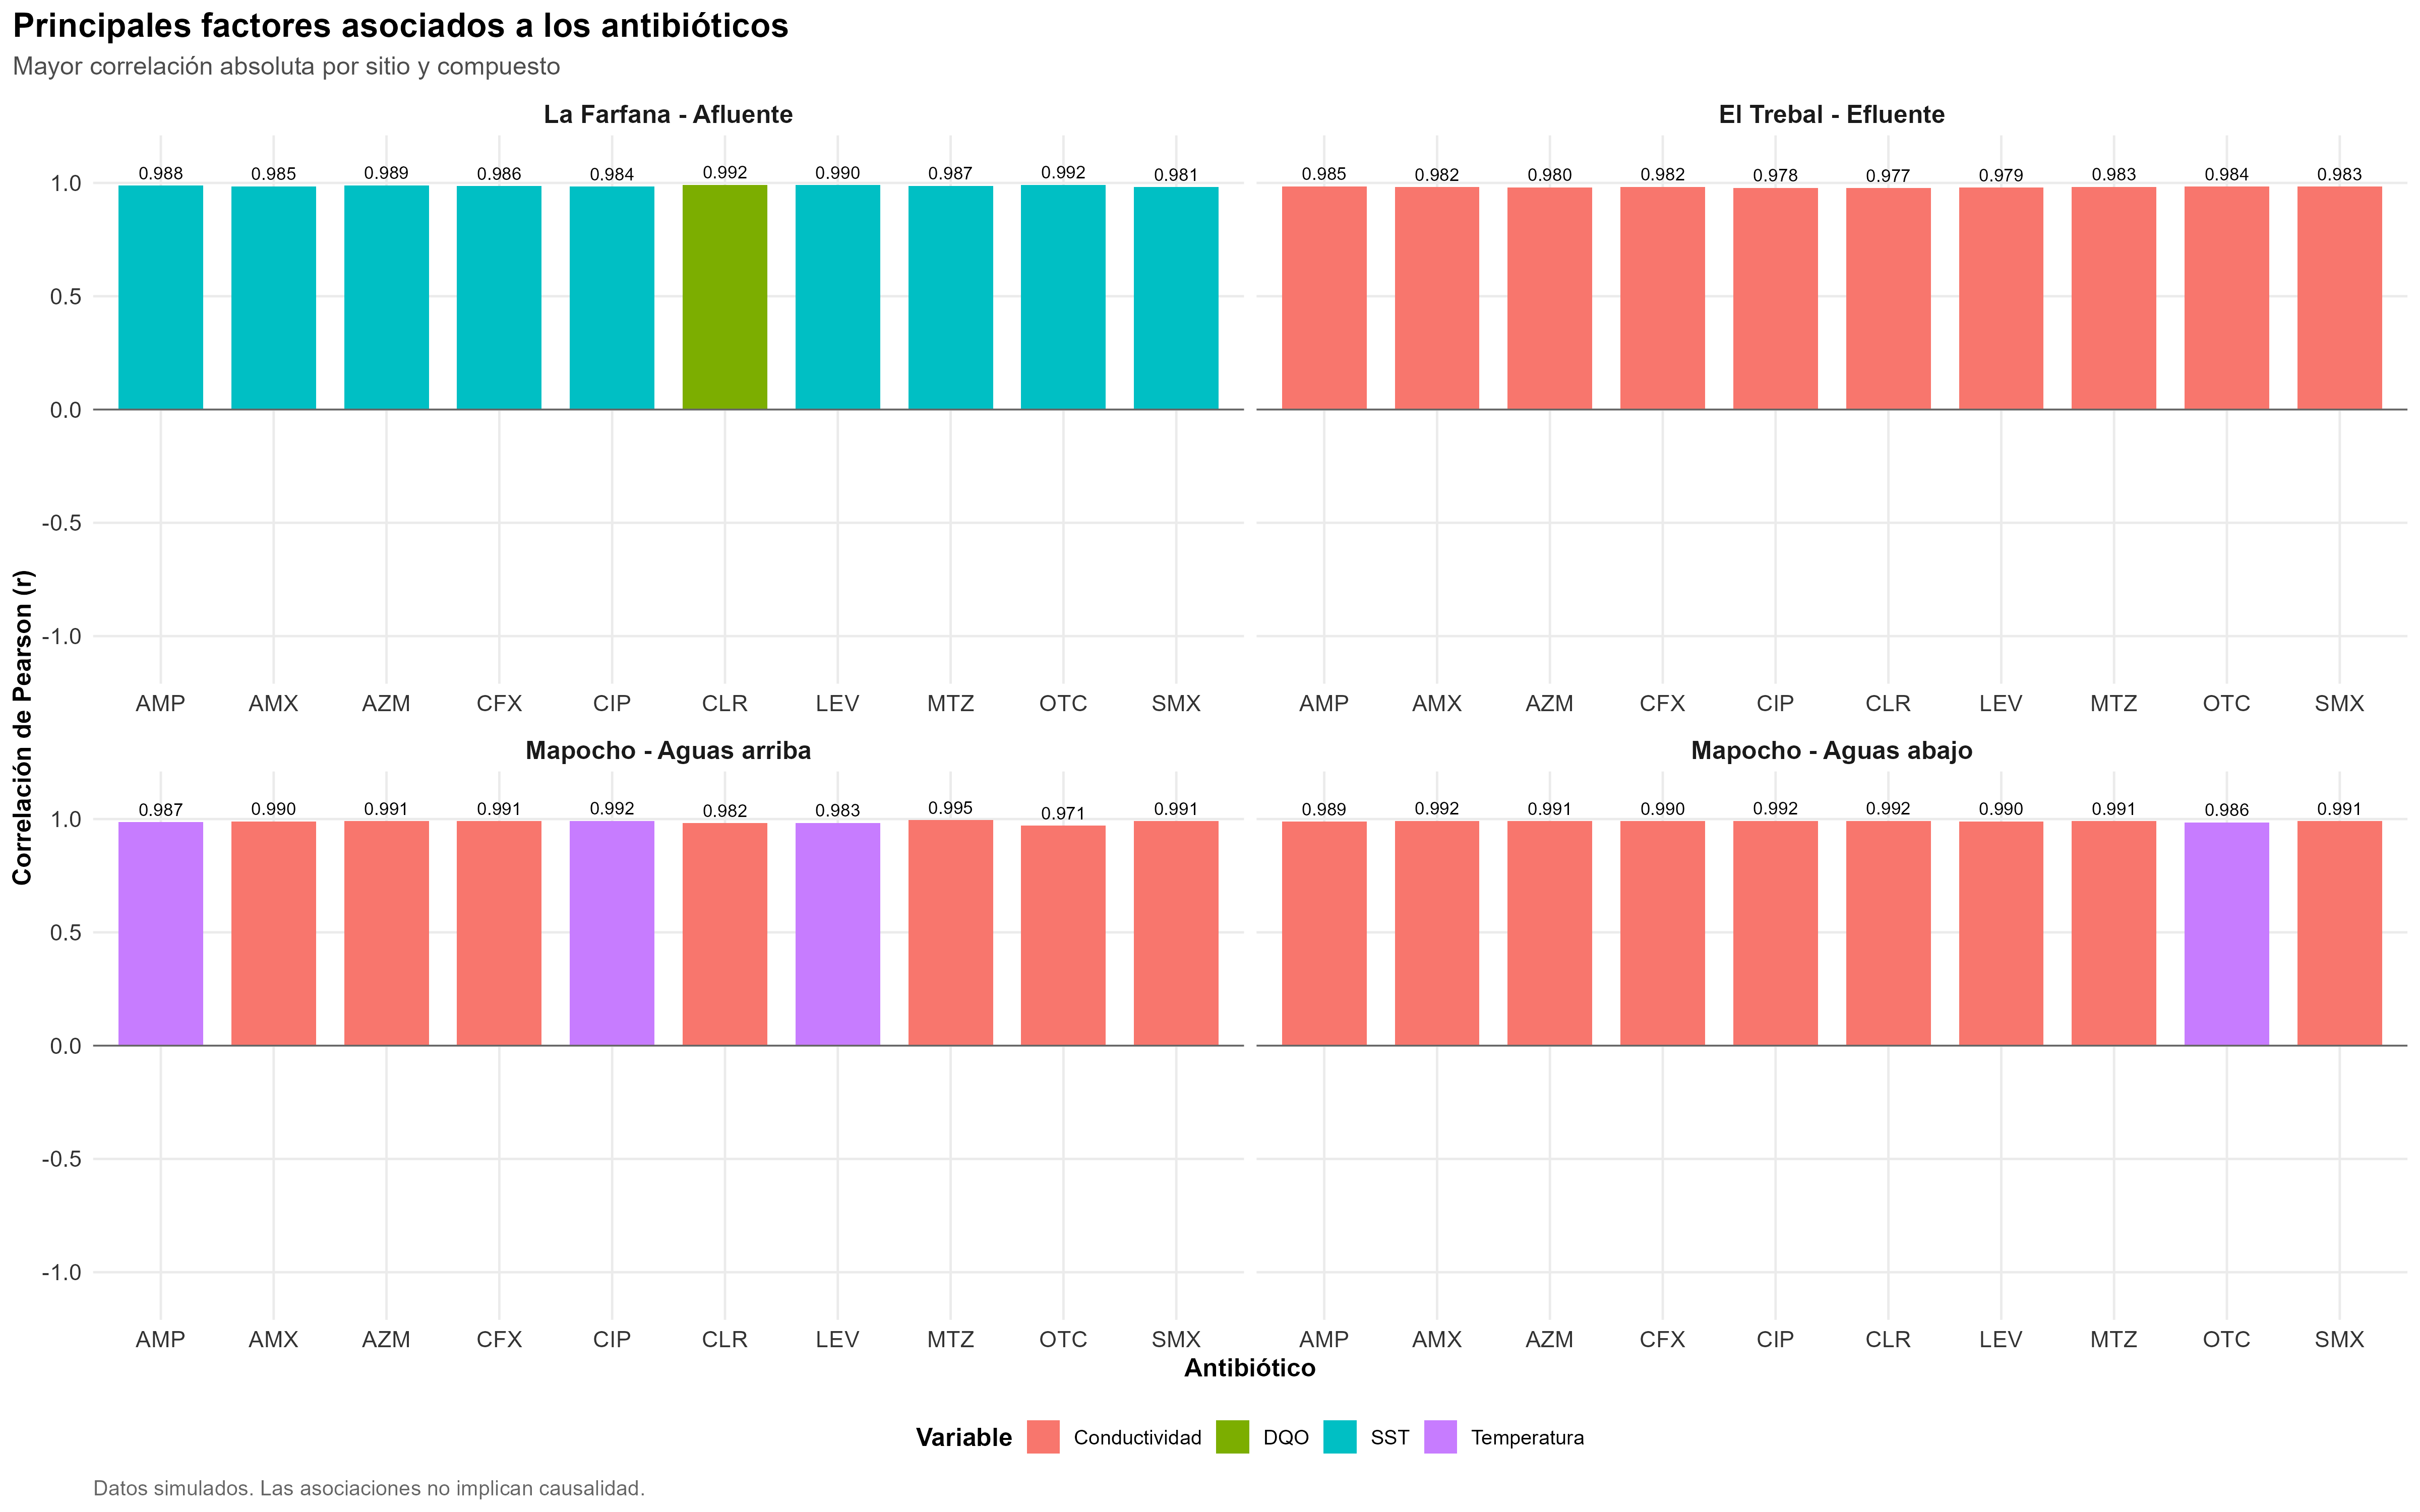 Principales factores asociados a los antibióticos
Mayor correlación absoluta por sitio y compuesto
La Farfana - Afluente
El Trebal - Efluente
0.988 0.985 0.989 0.986 0.984 0.992 0.990 0.987 0.992 0.981
0.985 0.982 0.980 0.982 0.978 0.977 0.979 0.983 0.984 0.983
1.0
0.5
0.0
-0.5
-1.0
AMP AMX AZM CFX CIP CLR LEV MTZ OTC SMX
AMP AMX AZM CFX CIP CLR LEV MTZ OTC SMX
Correlación de Pearson (r)
Mapocho - Aguas arriba
Mapocho - Aguas abajo
0.987 0.990 0.991 0.991 0.992 0.982 0.983 0.995 0.971 0.991
0.989 0.992 0.991 0.990 0.992 0.992 0.990 0.991 0.986 0.991
1.0
0.5
0.0
-0.5
-1.0
AMP AMX AZM CFX CIP CLR LEV MTZ OTC SMX
AMP AMX AZM CFX CIP CLR LEV MTZ OTC SMX
Antibiótico
Variable Conductividad DQO SST Temperatura
Datos simulados. Las asociaciones no implican causalidad.